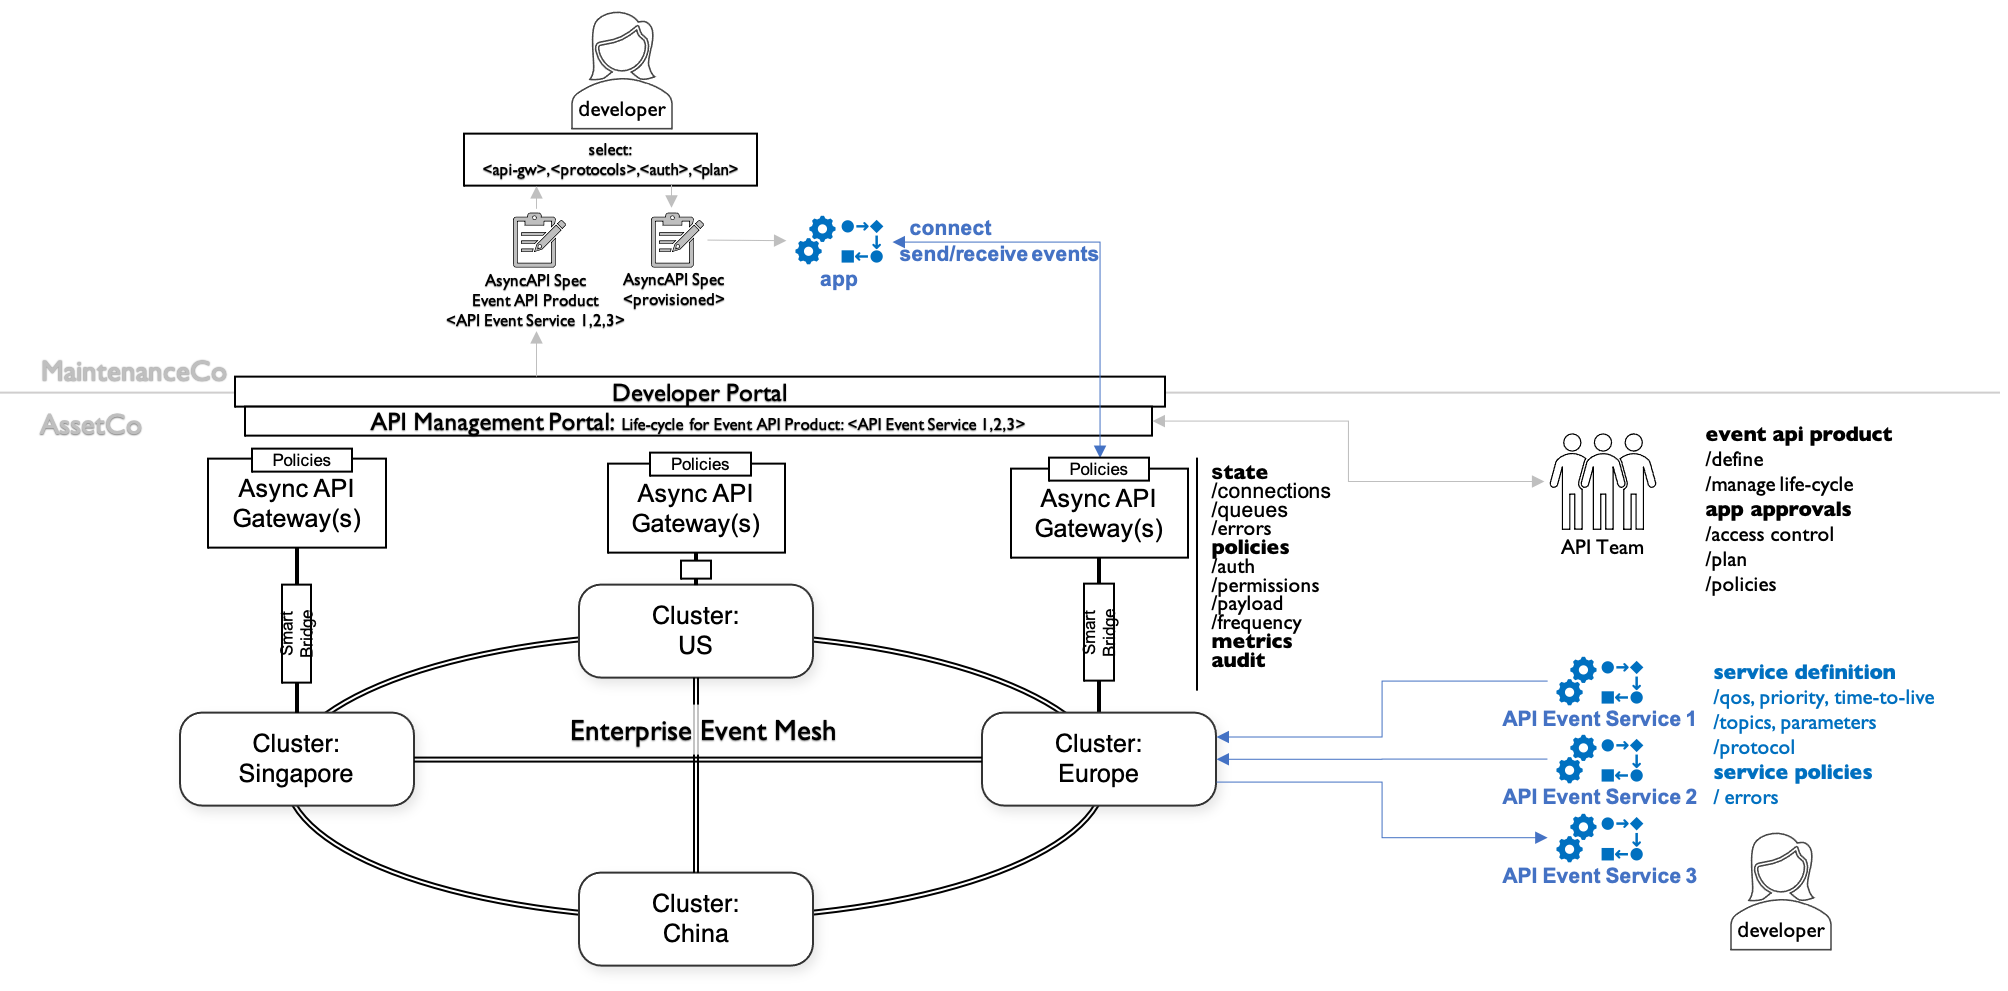 developer
select:
<api-gw>,<protocols>,<auth>,<plan>
AsyncAPI Spec
Event API Product
<API Event Service 1,2,3>
AsyncAPI Spec
<provisioned>
app
connect
send/receive events
MaintenanceCo
AssetCo
Developer Portal
API Management Portal: Life-cycle for Event API Product: <API Event Service 1,2,3>
Policies
Async API
Gateway(s)
Policies
Async API
Gateway(s)
Policies
Async API
Gateway(s)
state
/connections
/queues
/errors
policies
/auth
/permissions
/payload
/frequency
metrics
audit
API Team
event api product
/define
/manage life-cycle
app approvals
/access control
/plan
/policies
Smart
Bridge
Smart
Bridge
Cluster:
US
Enterprise Event Mesh
Cluster:
Singapore
Cluster:
Europe
Cluster:
China
API Event Service 1
API Event Service 2
API Event Service 3
service definition
/qos, priority, time-to-live
/topics, parameters
/protocol
service policies
/ errors
developer